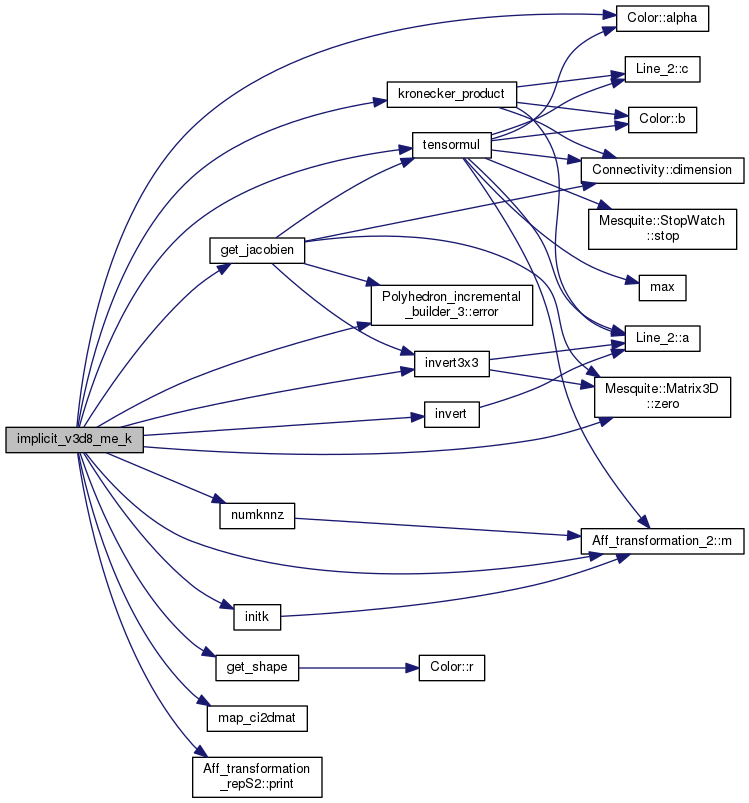 Color::alpha
Line_2::c
kronecker_product
Color::b
tensormul
Connectivity::dimension
Mesquite::StopWatch
::stop
get_jacobien
max
Polyhedron_incremental
_builder_3::error
Line_2::a
invert3x3
Mesquite::Matrix3D
::zero
invert
implicit_v3d8_me_k
numknnz
Aff_transformation_2::m
initk
get_shape
Color::r
map_ci2dmat
Aff_transformation
_repS2::print